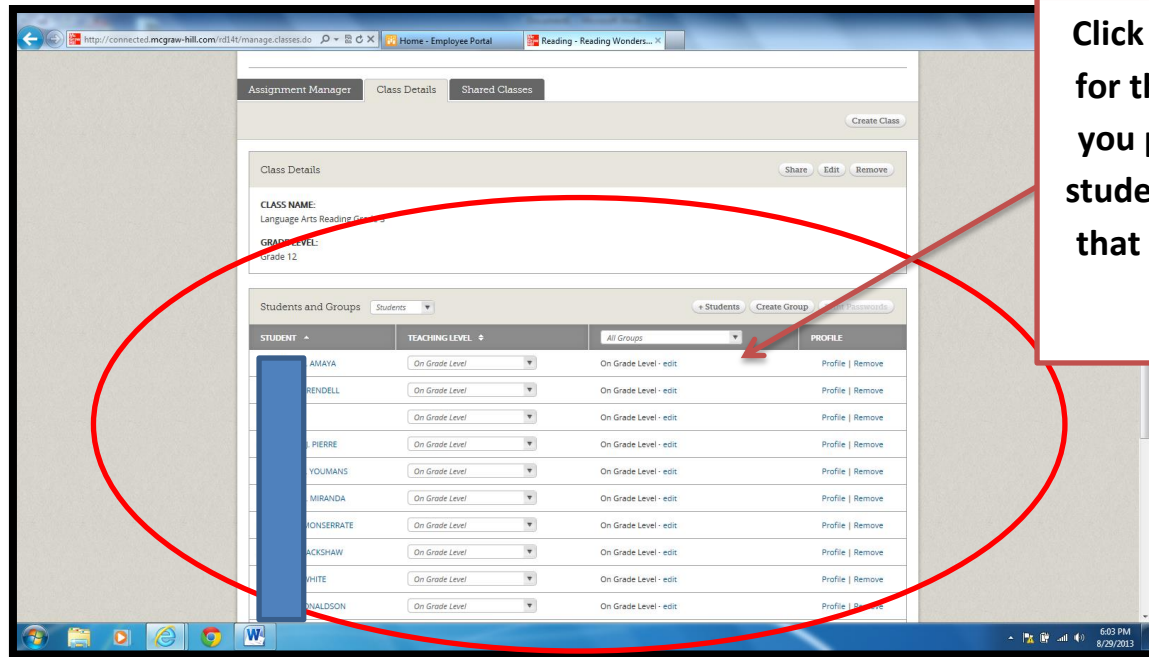 http://connected.mcgraw-hill.com/rd14t/manage.classes.do
Home - Employee Portal
Reading - Reading Wonders...
Click
for
you
that
Assignment Manager Class Details Shared Classes
Create Class
Class Details Share Edit Remove
CLASS NAME:
Language Arts Reading
GRADE LEVEL:
Grade 12
Students and Groups Students + Students Create Group Passwords
STUDENT TEACHING LEVEL All Groups PROFILE
AMAYA On Grade Level On Grade Level - edit Profile | Remove
RENDELL On Grade Level On Grade Level - edit Profile | Remove
On Grade Level On Grade Level - edit Profile | Remove
J. PIERRE On Grade Level On Grade Level - edit Profile | Remove
YOUMANS On Grade Level On Grade Level - edit Profile | Remove
MIRANDA On Grade Level On Grade Level - edit Profile | Remove
MONSERRATE On Grade Level On Grade Level - edit Profile | Remove
ACKSHAW On Grade Level On Grade Level - edit Profile | Remove
WHITE On Grade Level On Grade Level - edit Profile | Remove
ONALDSON On Grade Level On Grade Level - edit Profile | Remove
6:03 PM
8/29/2013